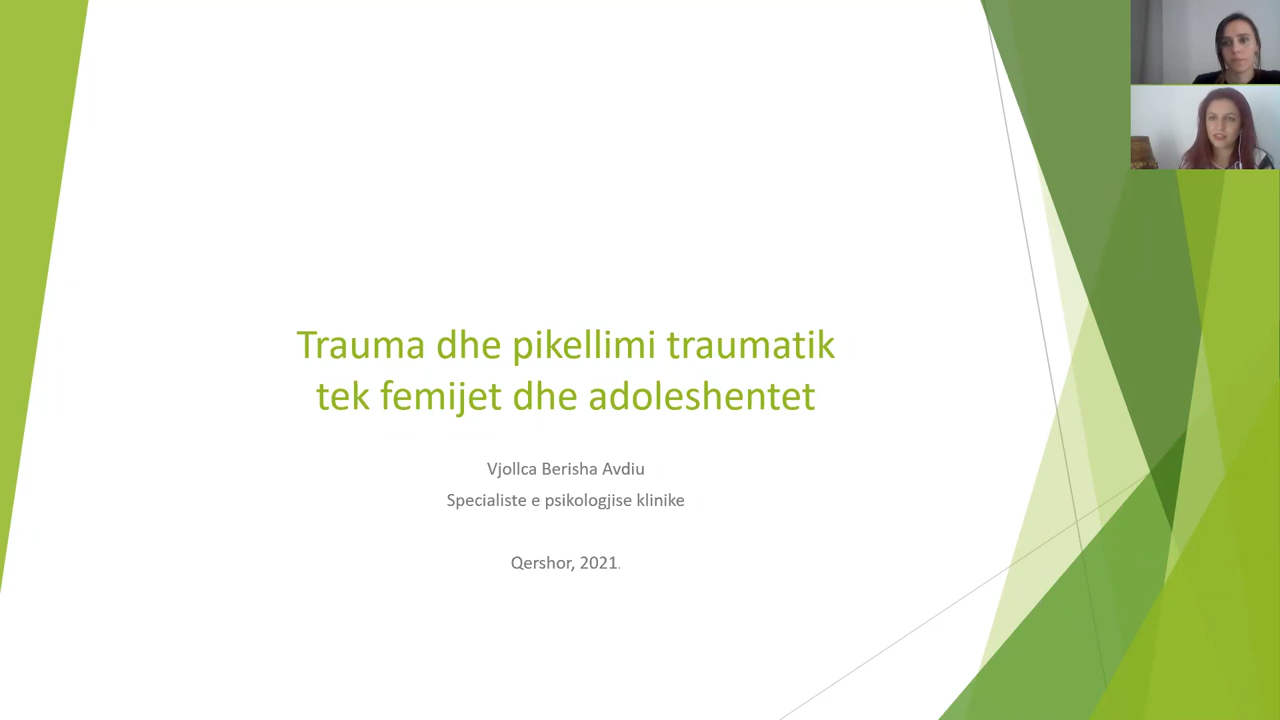 Trauma dhe pikellimi traumatik
tek femijet dhe adoleshentet
Vjollca Berisha Avdiu
Specialiste e psikologjise klinike
Qershor, 2021.